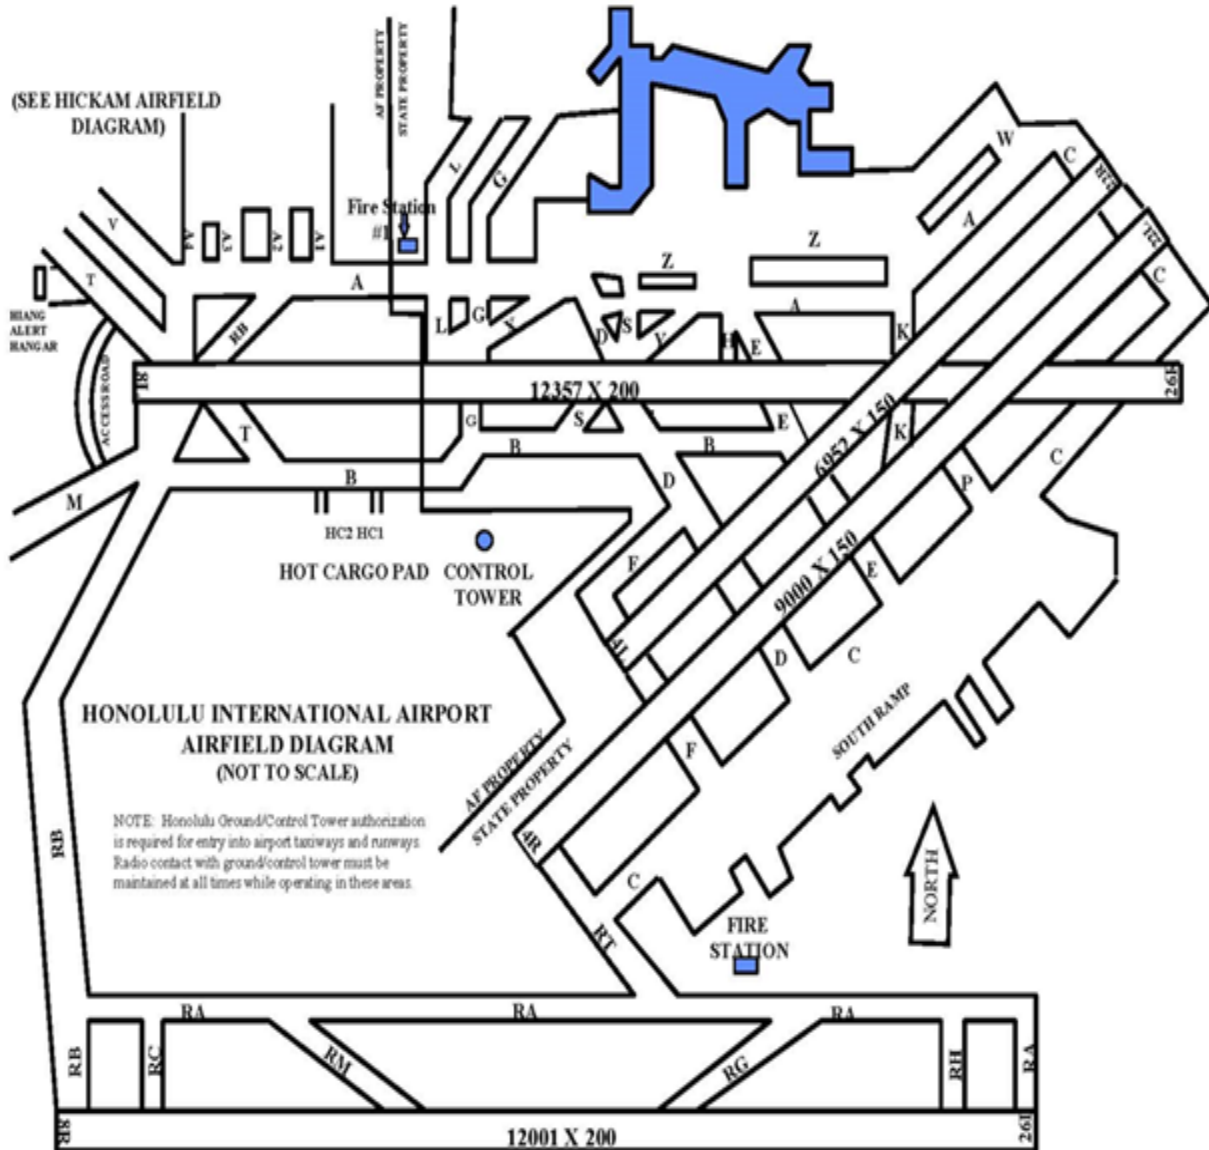 (SEE HICKAM AIRFIELD
DIAGRAM)
AF PROPERTY
STATE PROPERTY
L
G
W
C
22R
A
V
Fire Station
#1
A4
A3
A2
A1
22L
T
Z
Z
C
A
A
HIANG
ALERT
HANGAR
RB
L
G
X
D
S
V
H
E
K
ACCESS ROAD
8L
12357 X 200
26R
T
G
S
E
6952 X 150
K
B
B
C
B
D
P
M
HC2 HC1
HOT CARGO PAD
CONTROL
TOWER
F
9000 X 150
E
4L
D
C
HONOLULU INTERNATIONAL AIRPORT
AIRFIELD DIAGRAM
(NOT TO SCALE)
F
SOUTH RAMP
AF PROPERTY
STATE PROPERTY
NOTE: Honolulu Ground/Control Tower authorization
is required for entry into airport taxiways and runways.
Radio contact with ground/control tower must be
maintained at all times while operating in these areas.
RB
4R
C
NORTH
RT
FIRE
STATION
RA
RA
RA
RB
RC
RM
RG
RH
RA
8R
12001 X 200